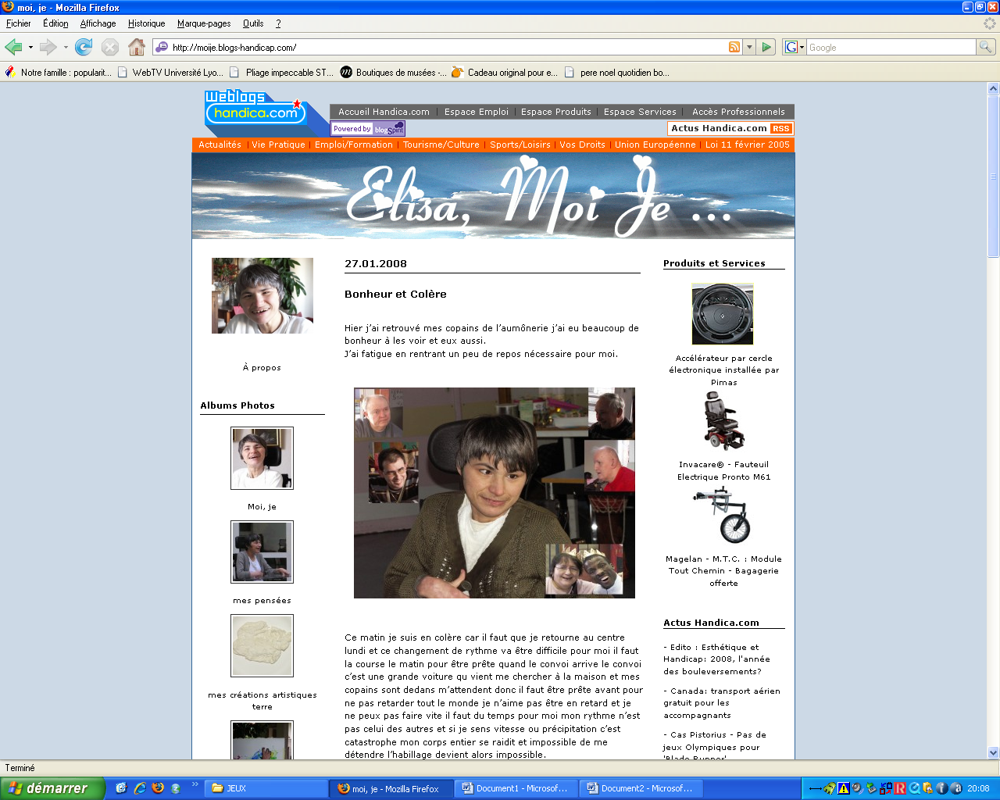 moi, je - Mozilla Firefox
Fichier Édition Affichage Historique Marque-pages Outils ?
http://moije.blogs-handicap.com/
G Google
Notre famille : popularit... WebTV Université Lyo... Pliage impeccable ST... Boutiques de musées -... Cadeau original pour e... pere noel quotidien bo...
weblogs
handica.com
Accueil Handica.com | Espace Emploi | Espace Produits | Espace Services | Accès Professionnels
Powered by blogSpirit
Actus Handica.com RSS
Actualités | Vie Pratique | Emploi/Formation | Tourisme/Culture | Sports/Loisirs | Vos Droits | Union Européenne | Loi 11 février 2005
Elisa, Moi Je ...
À propos
Albums Photos
Moi, je
mes pensées
mes créations artistiques
terre
27.01.2008
Bonheur et Colère
Hier j’ai retrouvé mes copains de l’aumônerie j’ai eu beaucoup de
bonheur à les voir et eux aussi.
J’ai fatigue en rentrant un peu de repos nécessaire pour moi.
Ce matin je suis en colère car il faut que je retourne au centre
lundi et ce changement de rythme va être difficile pour moi il faut
la course le matin pour être prête quand le convoi arrive le convoi
c’est une grande voiture qu vient me chercher à la maison et mes
copains sont dedans m’attendent donc il faut être prête avant pour
ne pas retarder tout le monde je n’aime pas être en retard et je
ne peux pas faire vite il faut du temps pour moi mon rythme n’est
pas celui des autres et si je sens vitesse ou précipitation c’est
catastrophe mon corps entier se raidit et impossible de me
détendre l’habillage devient alors impossible.
Produits et Services
Accélérateur par cercle
électronique installée par
Pimas
Invacare® - Fauteuil
Electrique Pronto M61
Magelan - M.T.C. : Module
Tout Chemin - Bagagerie
offerte
Actus Handica.com
- Edito : Esthétique et
Handicap: 2008, l'année
des bouleversements?
- Canada: transport aérien
gratuit pour les
accompagnants
- Cas Pistorius - Pas de
jeux Olympiques pour
'Blade Runner'
Terminé
démarrer
JEUX
moi, je - Mozilla Firefox
Document1 - Microsof...
Document2 - Microsof...
20:08